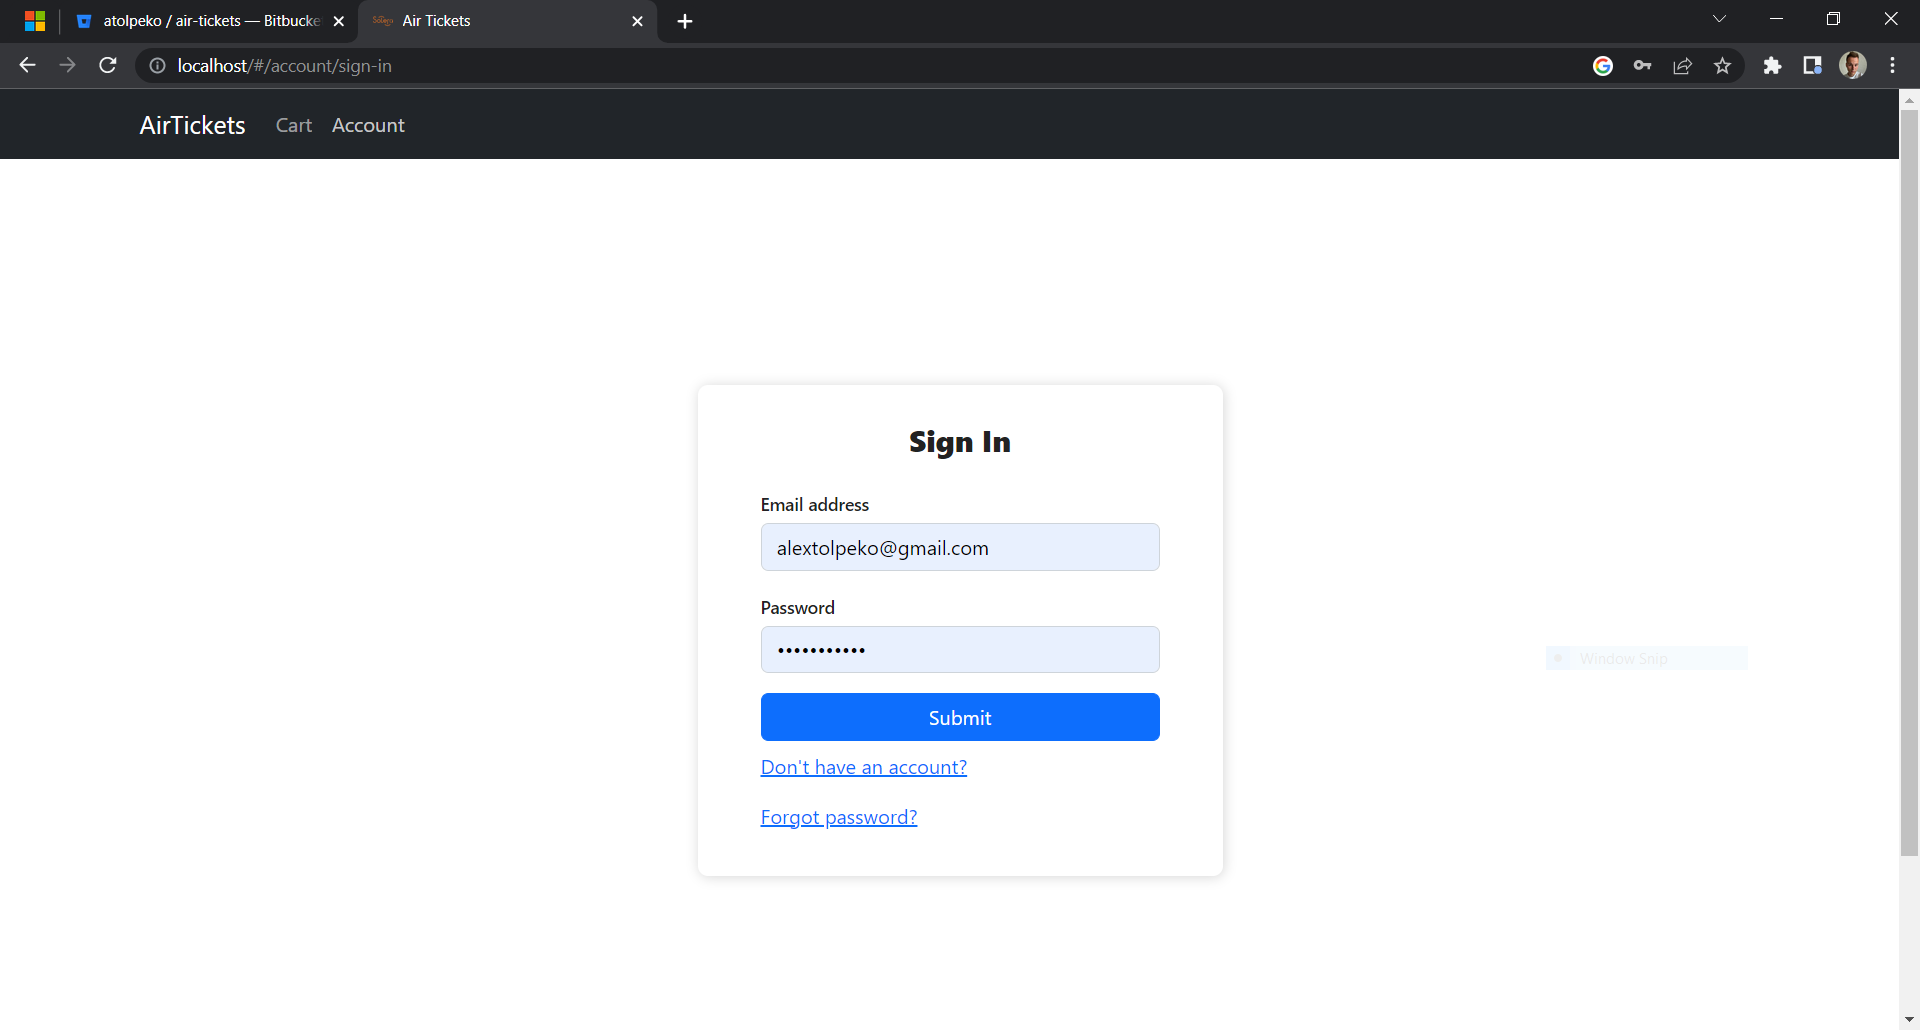 atolpeko / air-tickets — Bitbucke
Air Tickets
localhost/#/account/sign-in
AirTickets
Cart
Account
Sign In
Email address
alextolpeko@gmail.com
Password
•••••••••••
Submit
Window Snip
Don't have an account?
Forgot password?